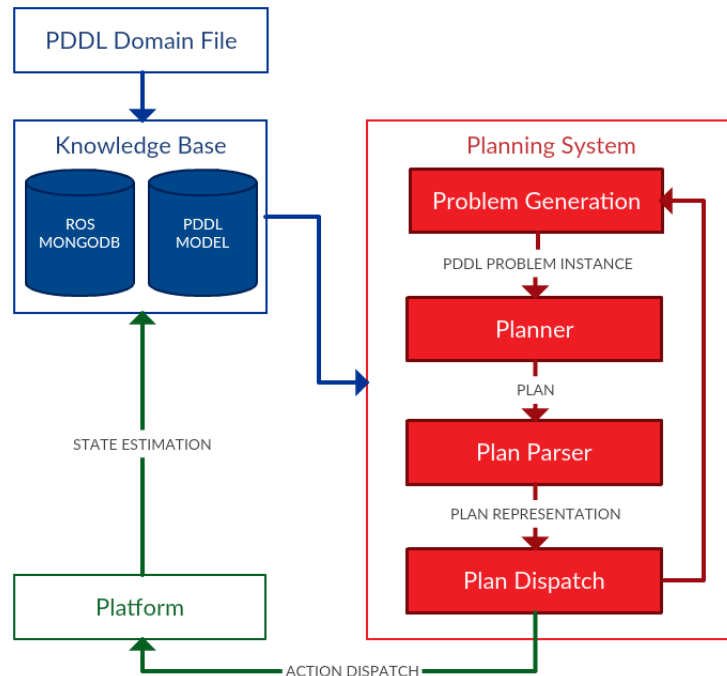 PDDL Domain File
Knowledge Base
ROS
MONGODB
PDDL
MODEL
STATE ESTIMATION
Platform
Planning System
Problem Generation
PDDL PROBLEM INSTANCE
Planner
PLAN
Plan Parser
PLAN REPRESENTATION
Plan Dispatch
ACTION DISPATCH